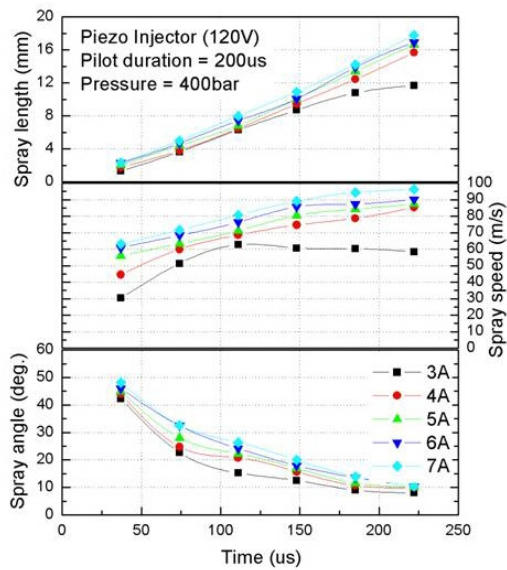 20
16
12
8
4
0
Spray length (mm)
Piezo Injector (120V)
Pilot duration = 200us
Pressure = 400bar
100
90
80
70
60
50
40
30
20
10
0
Spray speed (m/s)
60
50
40
30
20
10
0
Spray angle (deg.)
3A
4A
5A
6A
7A
0 50 100 150 200 250
Time (us)